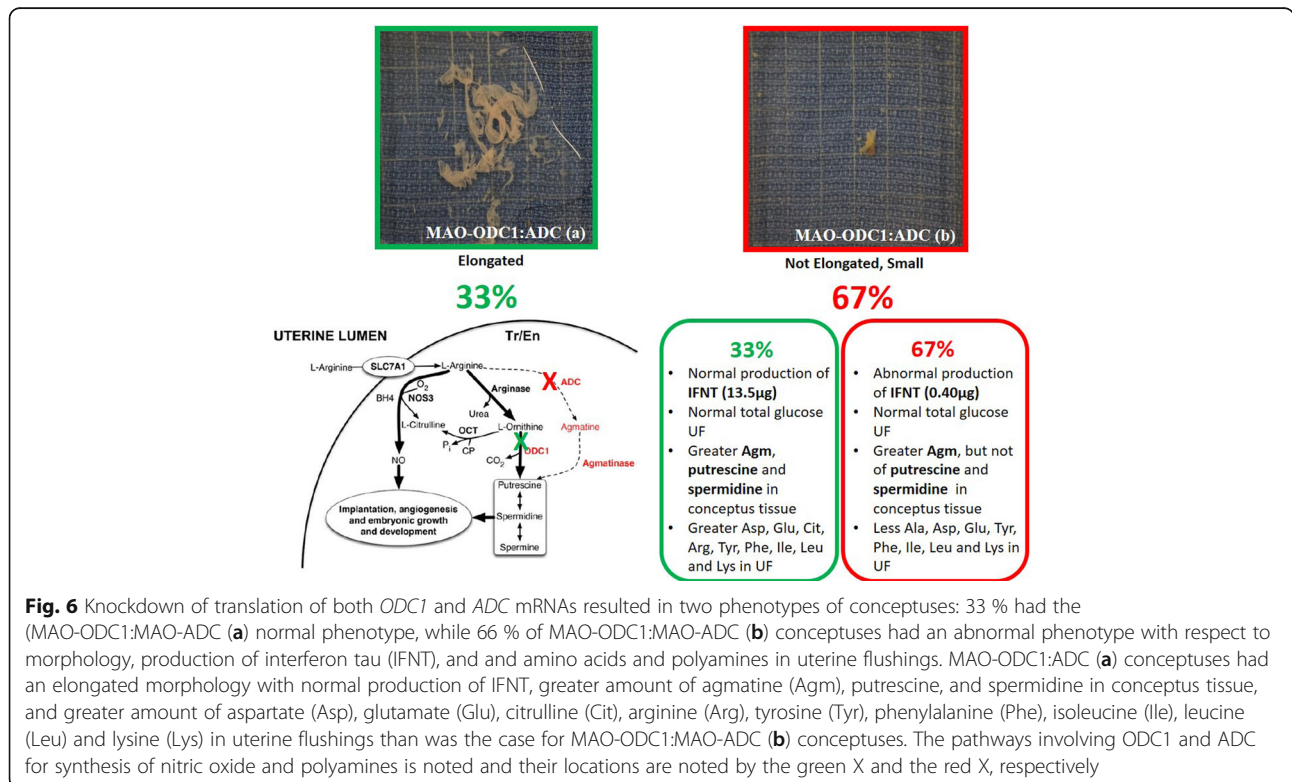 MAO-ODC1:ADC (a)
Elongated
33%
MAO-ODC1:ADC (b)
Not Elongated, Small
67%
UTERINE LUMEN
Tr/En
L-Arginine
SLC7A1
L-Arginine
ADC
O2
BH4
NOS3
Arginase
Urea
L-Citrulline
OCT
L-Ornithine
Agmatine
Pi
CP
ODC1
CO2
Agmatinase
NO
Putrescine
Implantation, angiogenesis
and embryonic growth
and development
Spermidine
Spermine
33%
• Normal production of
IFNT (13.5µg)
• Normal total glucose
UF
• Greater Agm,
putrescine and
spermidine in
conceptus tissue
• Greater Asp, Glu, Cit,
Arg, Tyr, Phe, Ile, Leu
and Lys in UF
67%
• Abnormal production
of IFNT (0.40µg)
• Normal total glucose
UF
• Greater Agm, but not
of putrescine and
spermidine in
conceptus tissue
• Less Ala, Asp, Glu, Tyr,
Phe, Ile, Leu and Lys in
UF
Fig. 6 Knockdown of translation of both ODC1 and ADC mRNAs resulted in two phenotypes of conceptuses: 33 % had the
(MAO-ODC1:MAO-ADC (a) normal phenotype, while 66 % of MAO-ODC1:MAO-ADC (b) conceptuses had an abnormal phenotype with respect to
morphology, production of interferon tau (IFNT), and and amino acids and polyamines in uterine flushings. MAO-ODC1:ADC (a) conceptuses had
an elongated morphology with normal production of IFNT, greater amount of agmatine (Agm), putrescine, and spermidine in conceptus tissue,
and greater amount of aspartate (Asp), glutamate (Glu), citrulline (Cit), arginine (Arg), tyrosine (Tyr), phenylalanine (Phe), isoleucine (Ile), leucine
(Leu) and lysine (Lys) in uterine flushings than was the case for MAO-ODC1:MAO-ADC (b) conceptuses. The pathways involving ODC1 and ADC
for synthesis of nitric oxide and polyamines is noted and their locations are noted by the green X and the red X, respectively